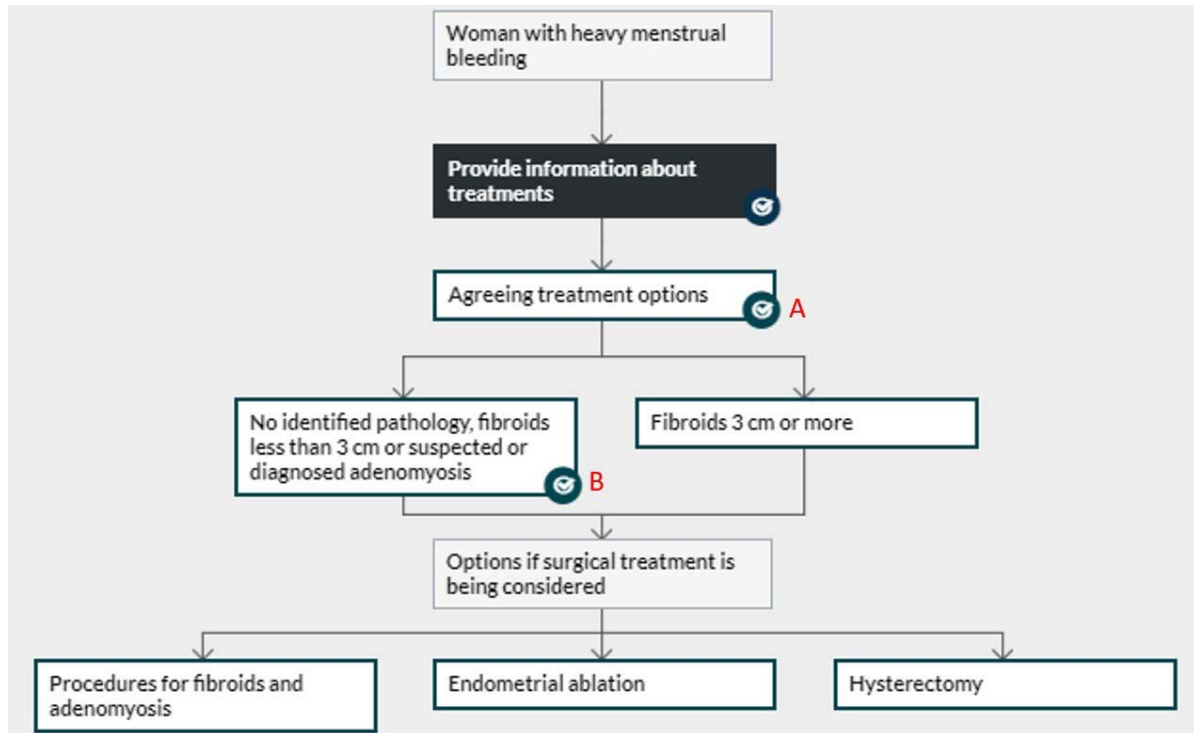 Woman with heavy menstrual
bleeding
Provide information about
treatments
Agreeing treatment options
A
No identified pathology, fibroids
less than 3 cm or suspected or
diagnosed adenomyosis
B
Fibroids 3 cm or more
Options if surgical treatment is
being considered
Procedures for fibroids and
adenomyosis
Endometrial ablation
Hysterectomy